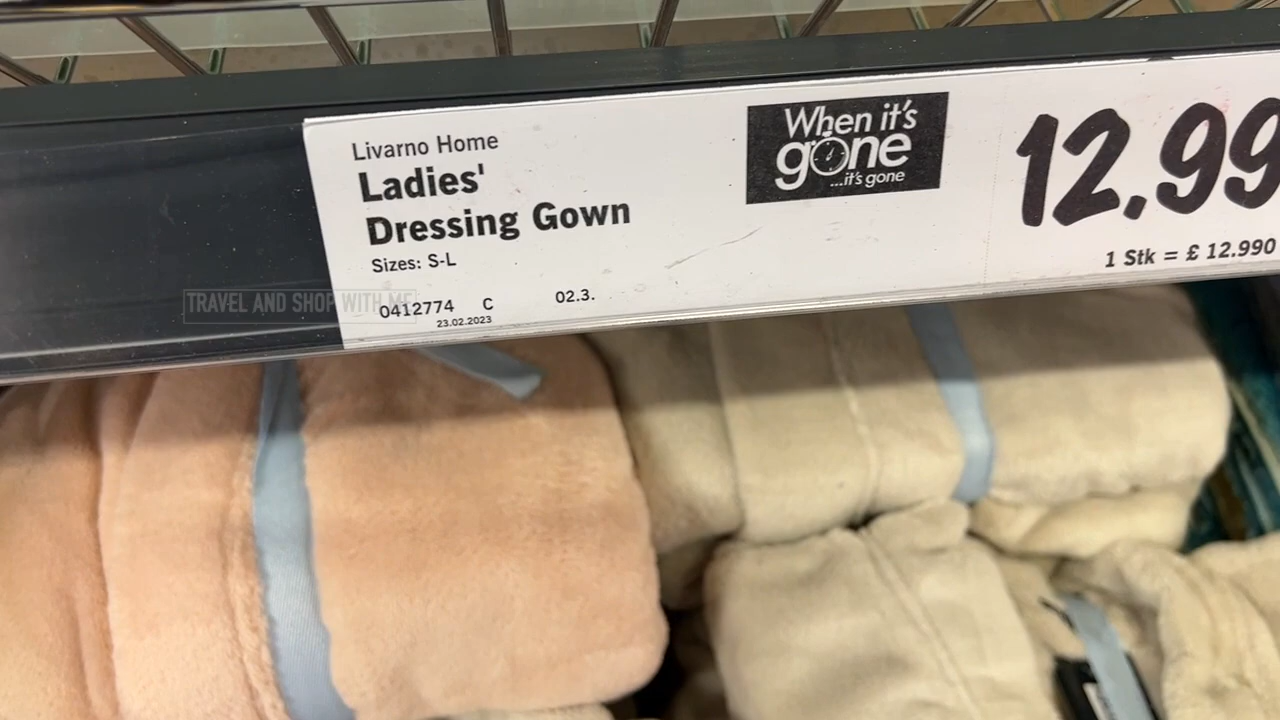 Livarno Home
Ladies'
Dressing Gown
Sizes: S-L
0412774 C 02.3.
23.02.2023
When it's
gone
...it's gone
12.99
1 Stk = £ 12.990
TRAVEL AND SHOP WITH ME